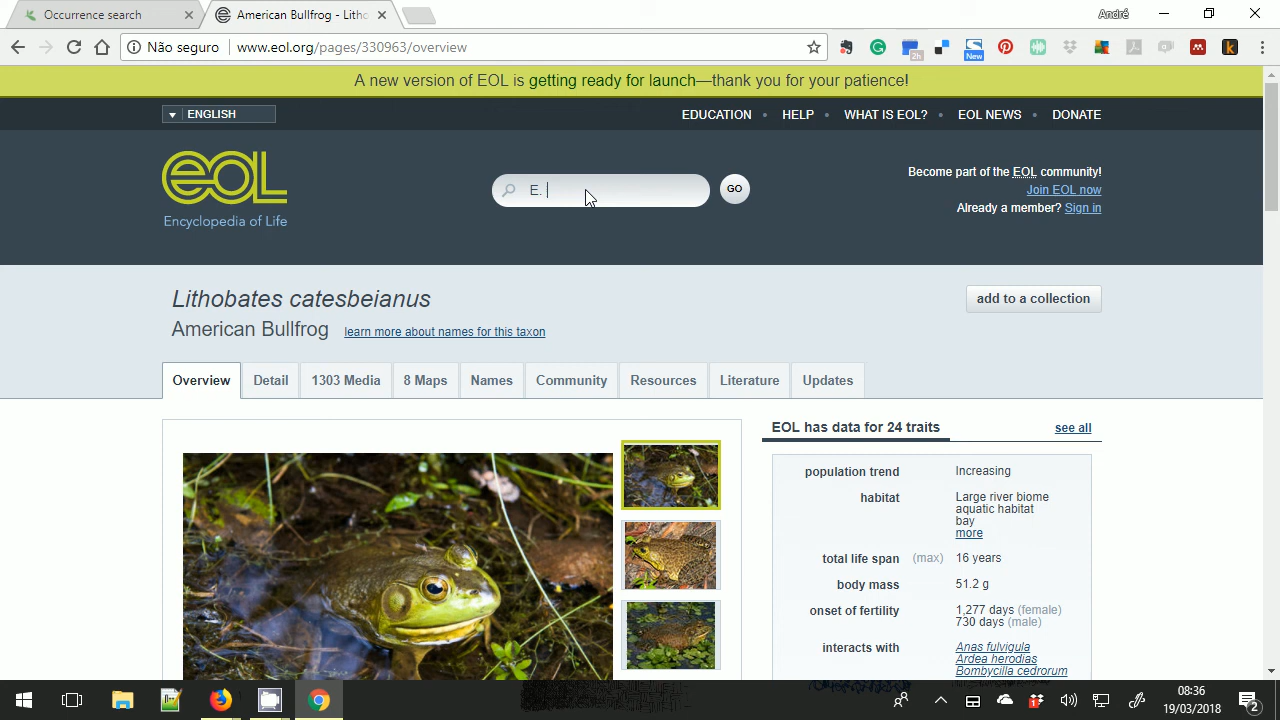 Occurrence search
American Bullfrog - Litho
André
Não seguro
www.eol.org/pages/330963/overview
2h
New
A new version of EOL is getting ready for launch—thank you for your patience!
ENGLISH
EDUCATION • HELP • WHAT IS EOL? • EOL NEWS • DONATE
eol
Encyclopedia of Life
E.
GO
Become part of the EOL community!
Join EOL now
Already a member? Sign in
Lithobates catesbeianus
American Bullfrog
learn more about names for this taxon
add to a collection
Overview
Detail
1303 Media
8 Maps
Names
Community
Resources
Literature
Updates
EOL has data for 24 traits
see all
population trend Increasing
habitat Large river biome
aquatic habitat
bay
more
total life span (max) 16 years
body mass 51.2 g
onset of fertility 1,277 days (female)
730 days (male)
interacts with Anas fulvigula
Ardea herodias
Bombycilla cedrorum
1
08:36
19/03/2018
2